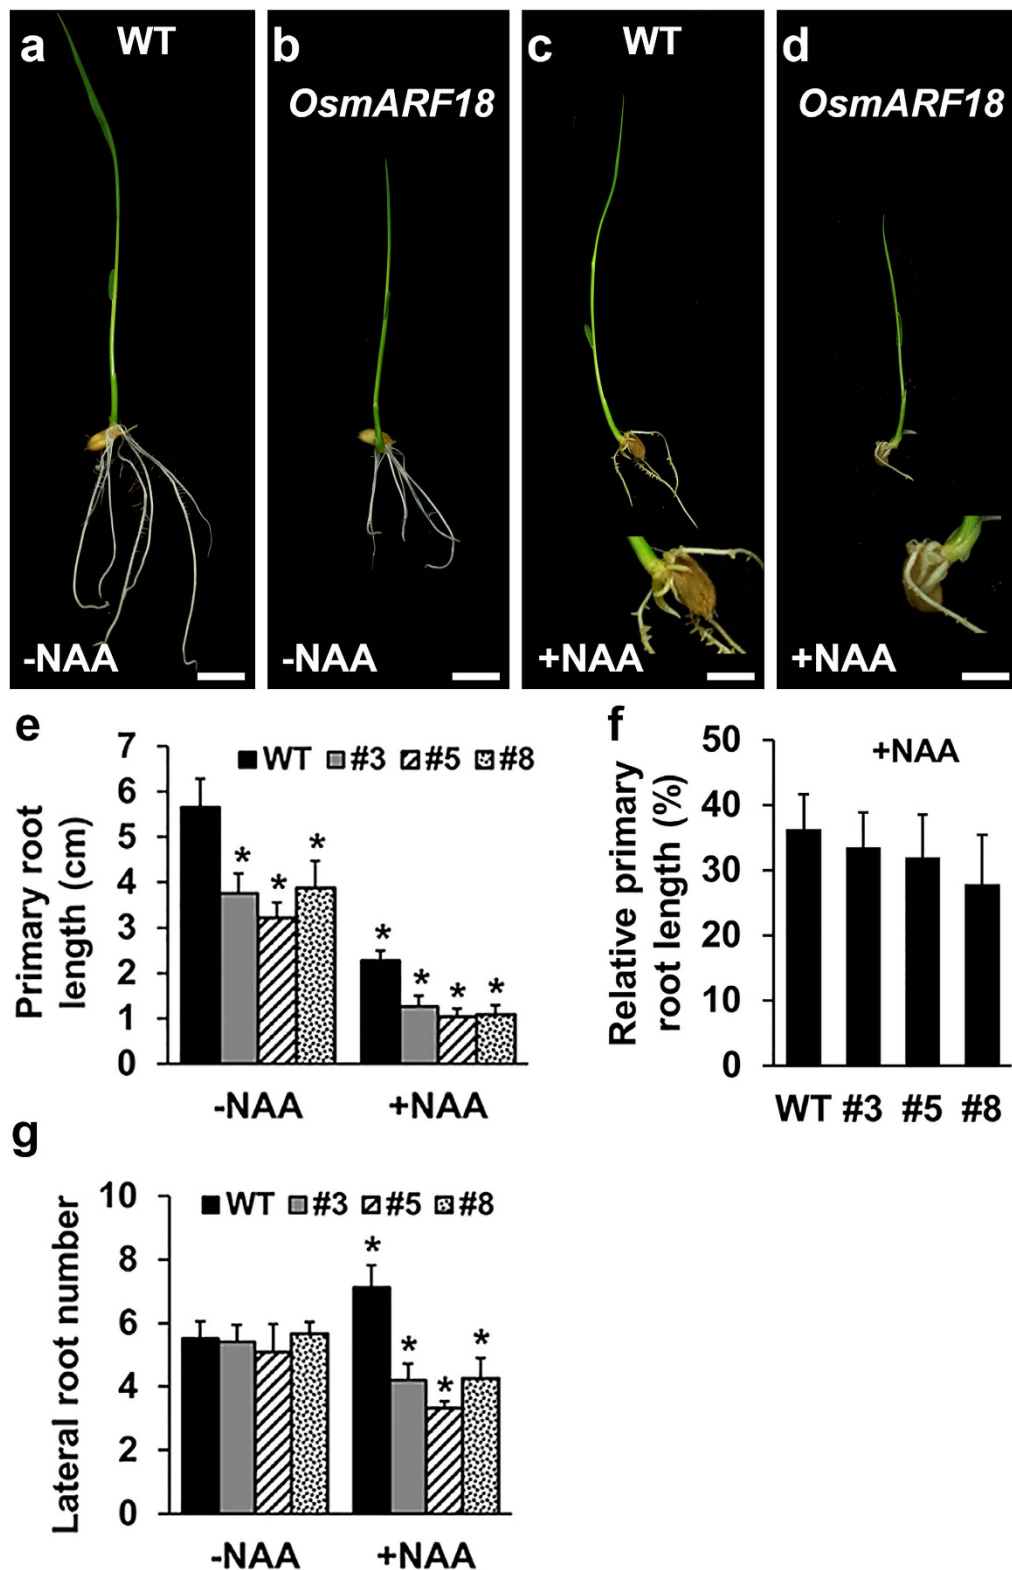 a WT
b OsmARF18
c WT
d OsmARF18
-NAA
-NAA
+NAA
+NAA
e
7
6
5
4
3
2
1
0
Primary root
length (cm)
WT #3 #5 #8
* * *
* * * *
-NAA +NAA
f
50
40
30
20
10
0
Relative primary
root length (%)
+NAA
WT #3 #5 #8
g
10
8
6
4
2
0
Lateral root number
WT #3 #5 #8
* * * *
-NAA +NAA